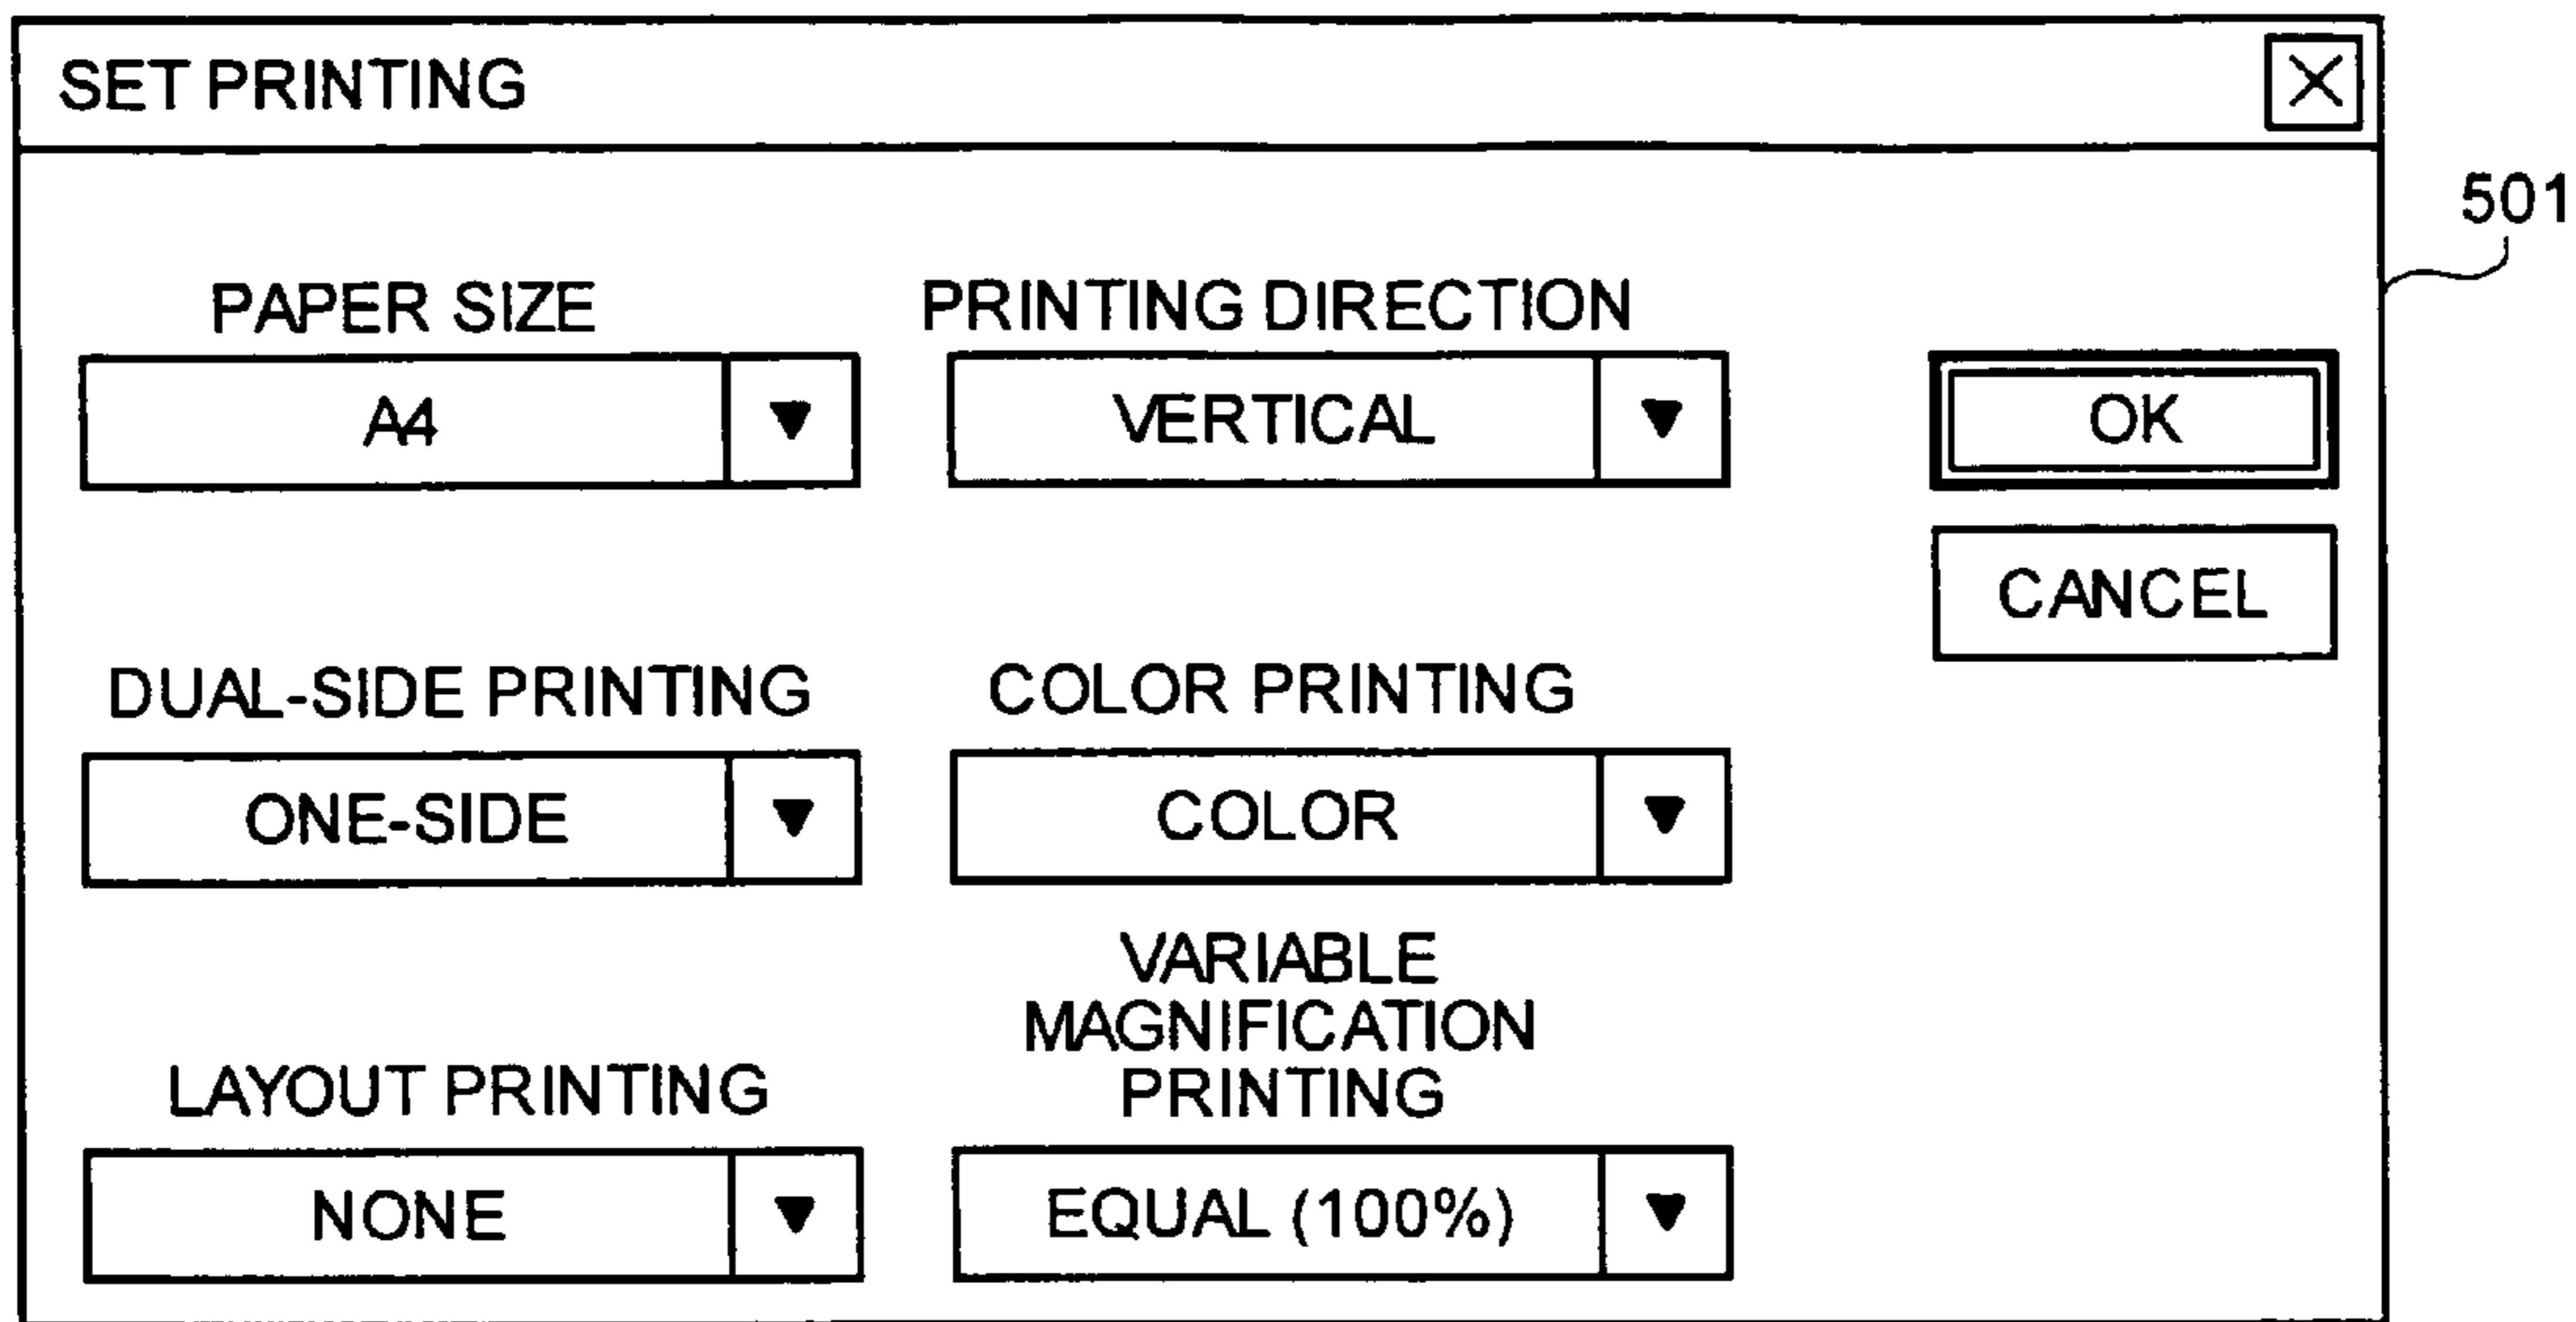 SET PRINTING
501
PAPER SIZE
PRINTING DIRECTION
A4
VERTICAL
OK
CANCEL
DUAL-SIDE PRINTING
COLOR PRINTING
ONE-SIDE
COLOR
LAYOUT PRINTING
VARIABLE
MAGNIFICATION
PRINTING
NONE
EQUAL (100%)